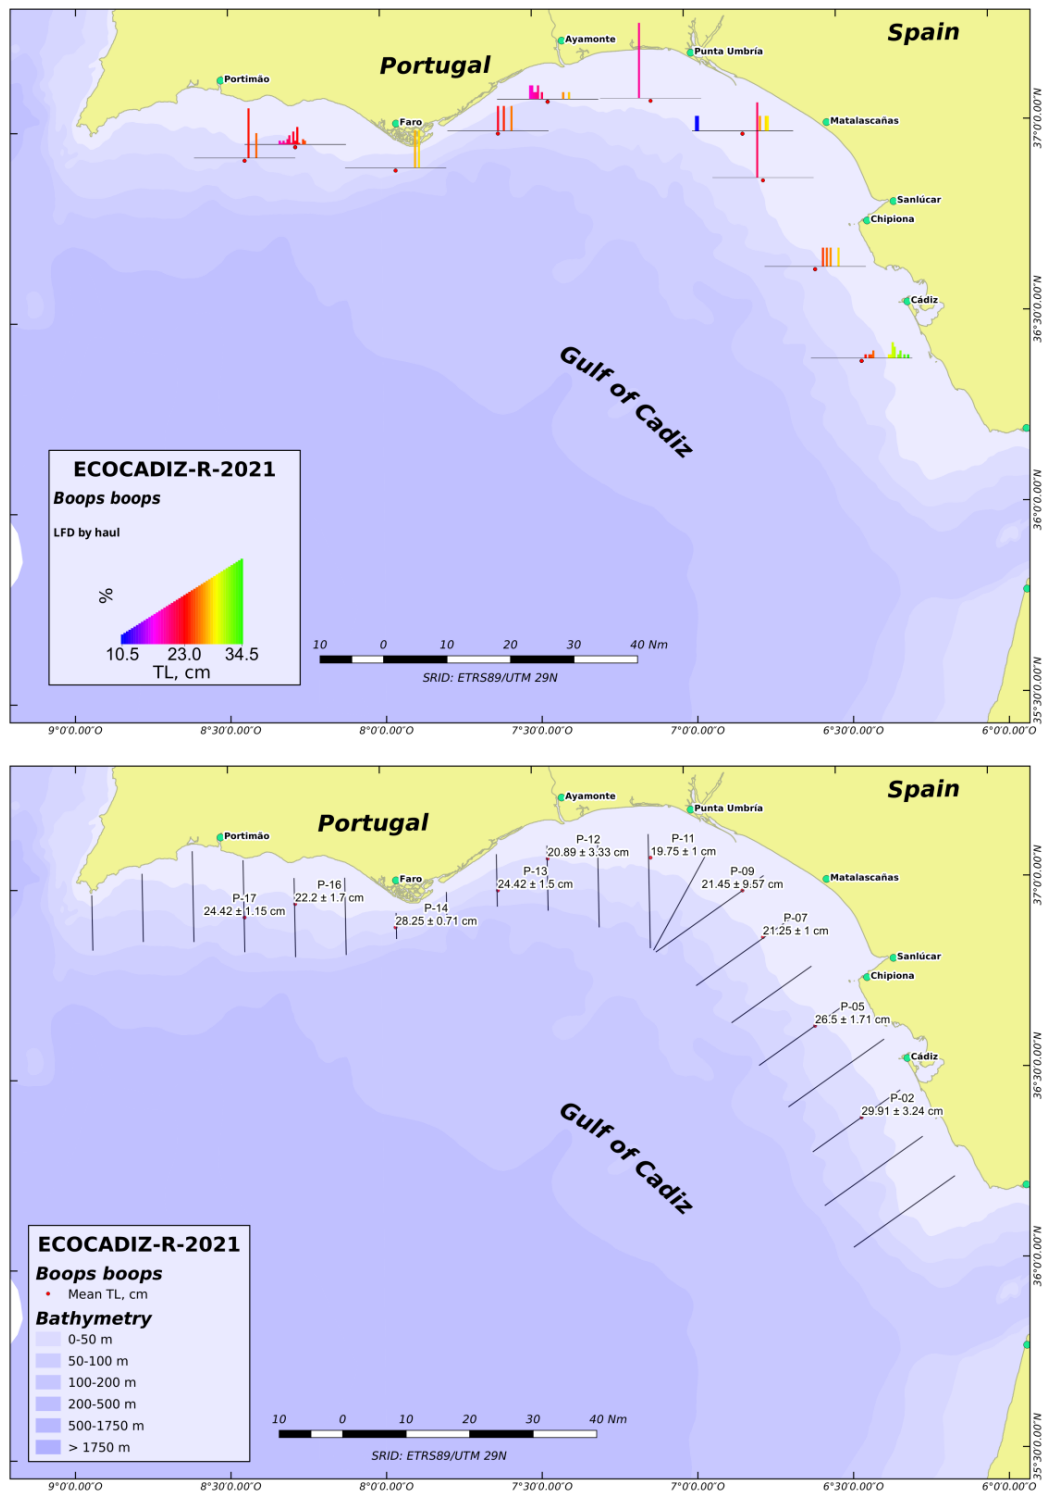 Spain
Ayamonte
Punta Umbría
Portugal
Portimão
Faro
Matalascañas
37°0'0.00"N
Sanlúcar
Chipiona
Cádiz
36°30'0.00"N
Gulf of Cadiz
ECOCADIZ-R-2021
Boops boops
LFD by haul
%
10.5 23.0 34.5
TL, cm
36°0'0.00"N
10 0 10 20 30 40 Nm
SRID: ETRS89/UTM 29N
35°30'0.00"N
9°0'0.00"O 8°30'0.00"O 8°0'0.00"O 7°30'0.00"O 7°0'0.00"O 6°30'0.00"O 6°0'0.00"O
Spain
Ayamonte
Punta Umbría
Portugal
Portimão
P-12
20.89 ± 3.33 cm
P-11
19.75 ± 1 cm
Faro
P-13
24.42 ± 1.5 cm
P-09
21.45 ± 9.57 cm
Matalascañas
37°0'0.00"N
P-16
22.2 ± 1.7 cm
P-17
24.42 ± 1.15 cm
P-14
28.25 ± 0.71 cm
P-07
21.25 ± 1 cm
Sanlúcar
Chipiona
P-05
26.5 ± 1.71 cm
Cádiz
36°30'0.00"N
P-02
29.91 ± 3.24 cm
Gulf of Cadiz
ECOCADIZ-R-2021
Boops boops
Mean TL, cm
Bathymetry
0-50 m
50-100 m
100-200 m
200-500 m
500-1750 m
> 1750 m
36°0'0.00"N
10 0 10 20 30 40 Nm
SRID: ETRS89/UTM 29N
35°30'0.00"N
9°0'0.00"O 8°30'0.00"O 8°0'0.00"O 7°30'0.00"O 7°0'0.00"O 6°30'0.00"O 6°0'0.00"O